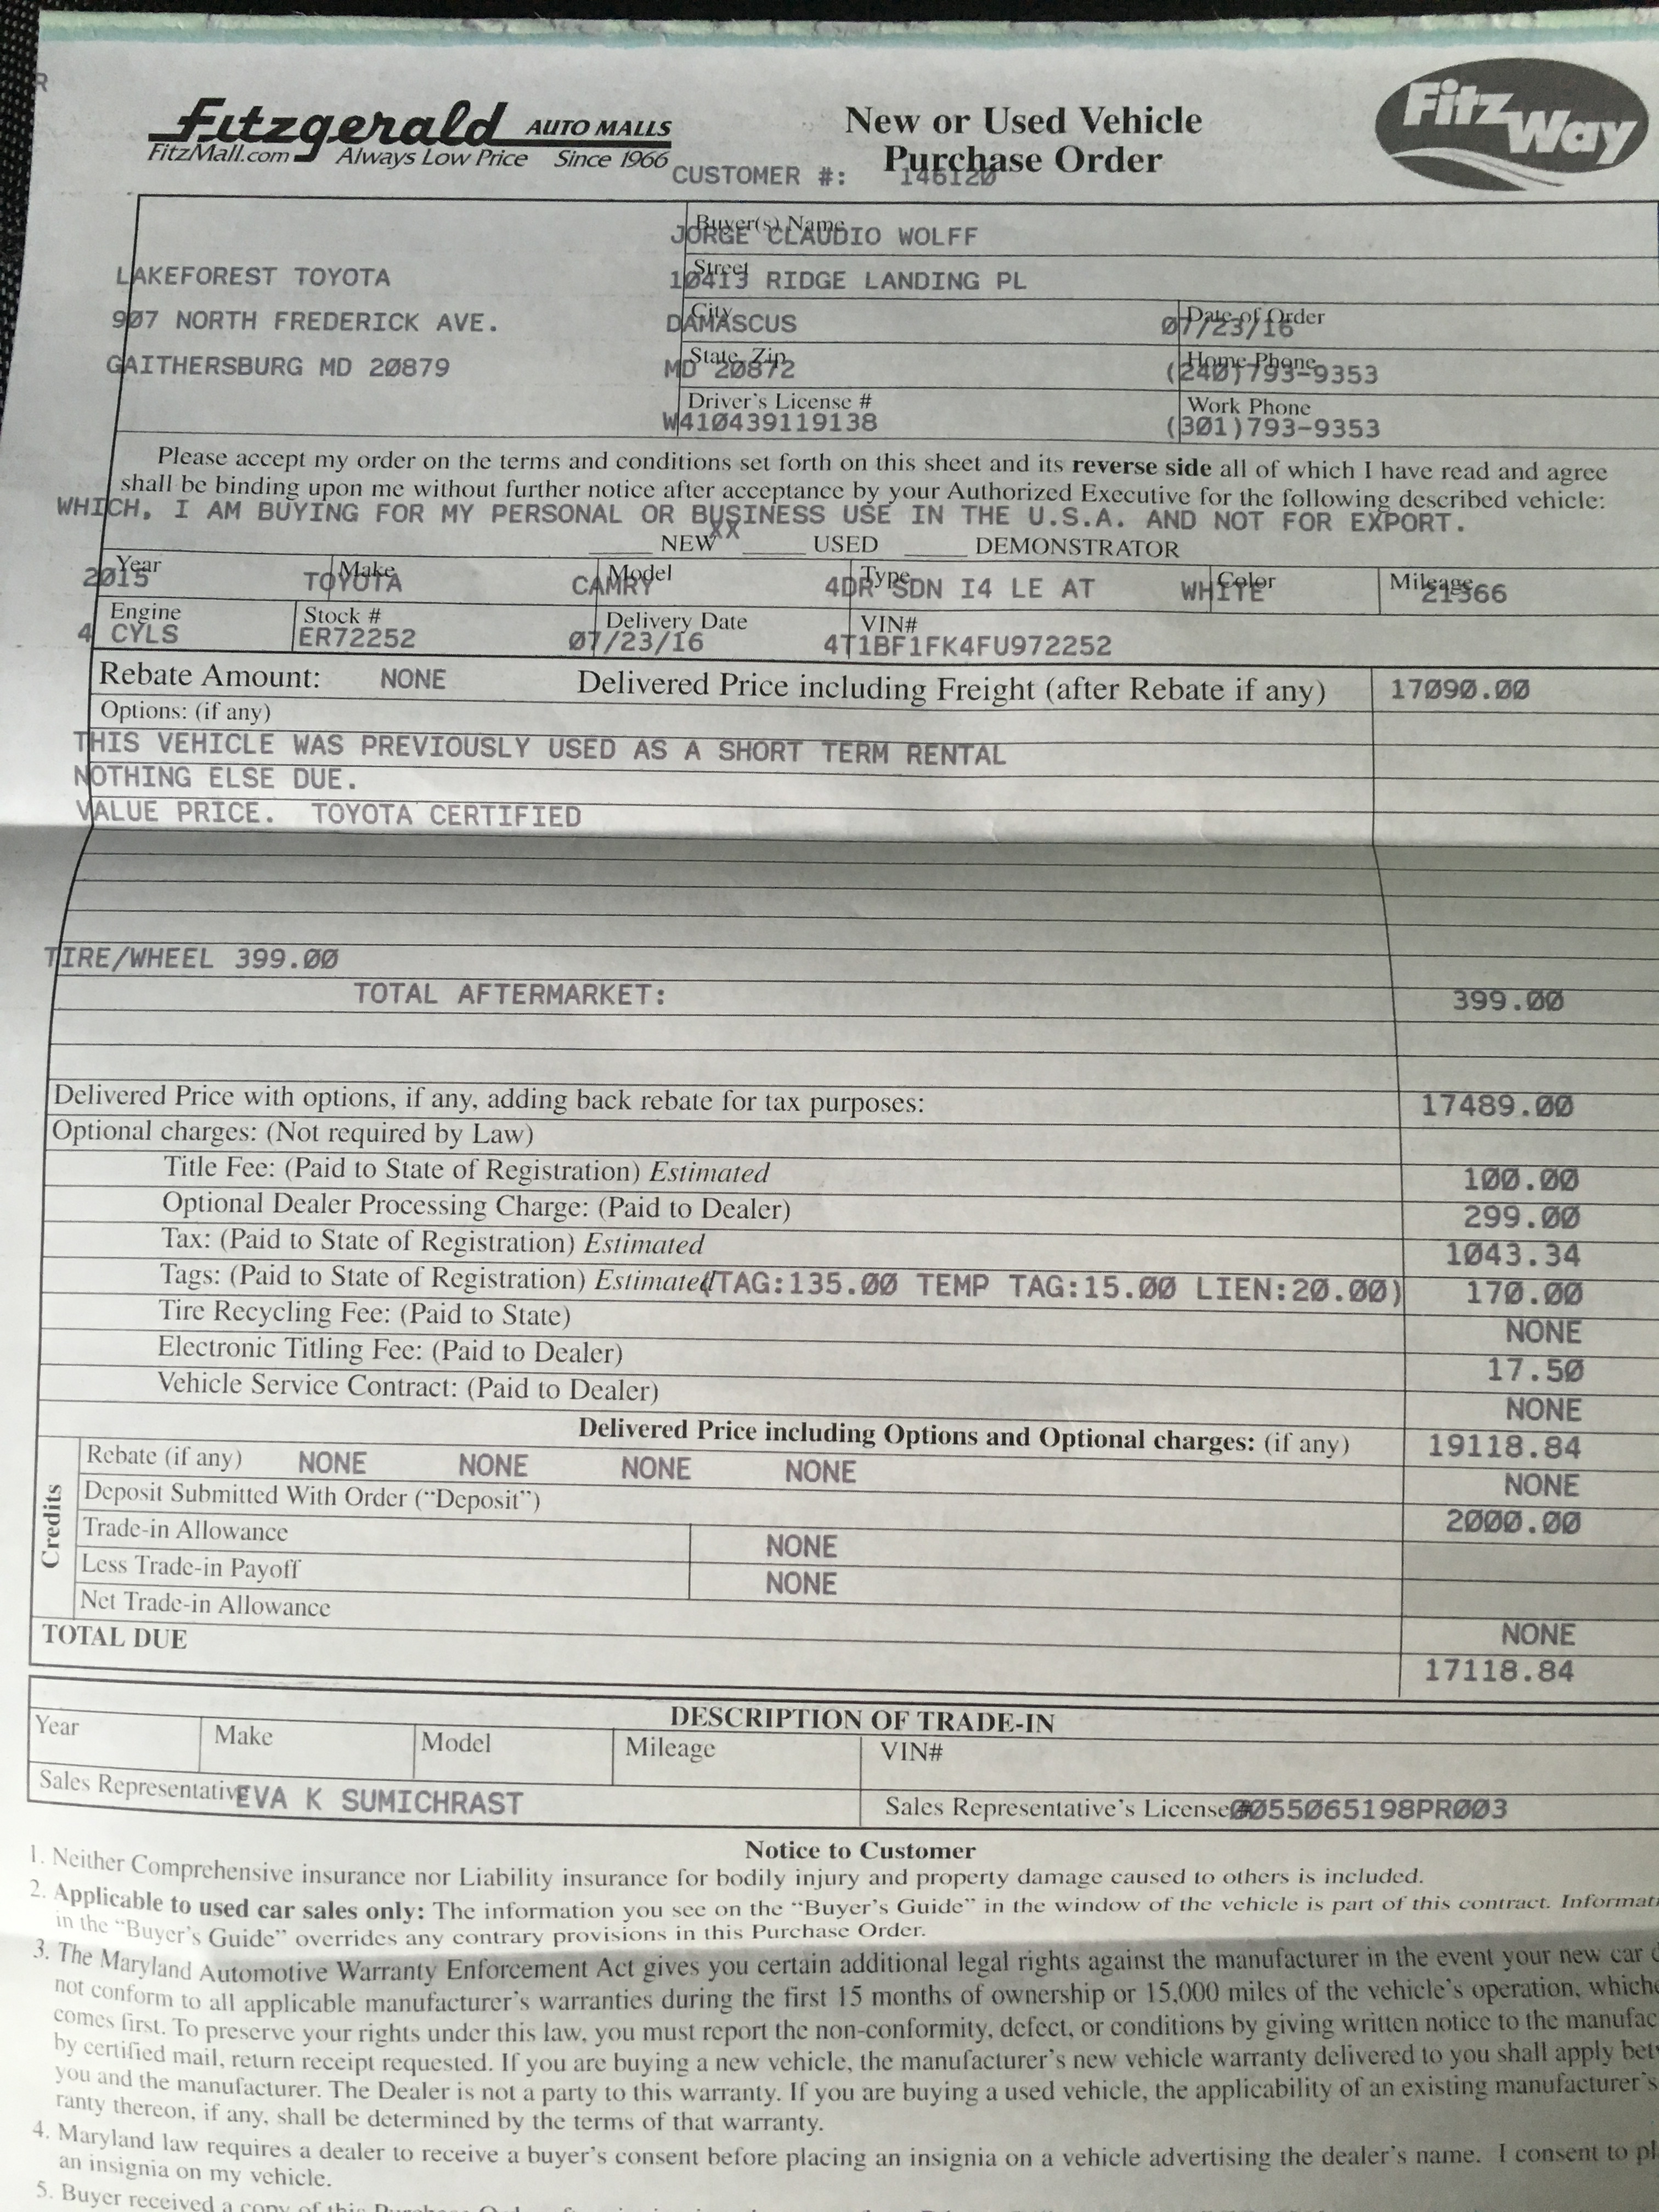 R
Fitzgerald AUTO MALLS
FitzMall.com Always Low Price Since 1966
New or Used Vehicle
Purchase Order
Fitz Way
CUSTOMER #: 146120
Buyer(s) Name
JORGE CLAUDIO WOLFF
LAKEFOREST TOYOTA
Street
10413 RIDGE LANDING PL
907 NORTH FREDERICK AVE.
City
DAMASCUS
Date of Order
07/23/16
GAITHERSBURG MD 20879
State, Zip
MD 20872
Home Phone
(240)793-9353
Driver's License #
W410439119138
Work Phone
(301)793-9353
Please accept my order on the terms and conditions set forth on this sheet and its reverse side all of which I have read and agree
shall be binding upon me without further notice after acceptance by your Authorized Executive for the following described vehicle:
WHICH, I AM BUYING FOR MY PERSONAL OR BUSINESS USE IN THE U.S.A. AND NOT FOR EXPORT.
XX
NEW USED DEMONSTRATOR
Year Make Model Type Color Mileage
2015 TOYOTA CAMRY 4DR SDN I4 LE AT WHITE 21366
Engine Stock # Delivery Date VIN#
4 CYLS ER72252 07/23/16 4T1BF1FK4FU972252
Rebate Amount: NONE Delivered Price including Freight (after Rebate if any) 17090.00
Options: (if any)
THIS VEHICLE WAS PREVIOUSLY USED AS A SHORT TERM RENTAL
NOTHING ELSE DUE.
VALUE PRICE. TOYOTA CERTIFIED
TIRE/WHEEL 399.00
TOTAL AFTERMARKET: 399.00
Delivered Price with options, if any, adding back rebate for tax purposes: 17489.00
Optional charges: (Not required by Law)
Title Fee: (Paid to State of Registration) Estimated 100.00
Optional Dealer Processing Charge: (Paid to Dealer) 299.00
Tax: (Paid to State of Registration) Estimated 1043.34
Tags: (Paid to State of Registration) Estimated (TAG:135.00 TEMP TAG:15.00 LIEN:20.00) 170.00
Tire Recycling Fee: (Paid to State) NONE
Electronic Titling Fee: (Paid to Dealer) 17.50
Vehicle Service Contract: (Paid to Dealer) NONE
Delivered Price including Options and Optional charges: (if any) 19118.84
Credits
Rebate (if any) NONE NONE NONE NONE NONE
Deposit Submitted With Order ("Deposit") 2000.00
Trade-in Allowance NONE
Less Trade-in Payoff NONE
Net Trade-in Allowance NONE
TOTAL DUE 17118.84
DESCRIPTION OF TRADE-IN
Year Make Model Mileage VIN#
Sales Representative EVA K SUMICHRAST Sales Representative's License# 0055065198PR003
Notice to Customer
1. Neither Comprehensive insurance nor Liability insurance for bodily injury and property damage caused to others is included.
2. Applicable to used car sales only: The information you see on the "Buyer's Guide" in the window of the vehicle is part of this contract. Informati
in the "Buyer's Guide" overrides any contrary provisions in this Purchase Order.
3. The Maryland Automotive Warranty Enforcement Act gives you certain additional legal rights against the manufacturer in the event your new car d
not conform to all applicable manufacturer's warranties during the first 15 months of ownership or 15,000 miles of the vehicle's operation, whiche
comes first. To preserve your rights under this law, you must report the non-conformity, defect, or conditions by giving written notice to the manufac
by certified mail, return receipt requested. If you are buying a new vehicle, the manufacturer's new vehicle warranty delivered to you shall apply betw
you and the manufacturer. The Dealer is not a party to this warranty. If you are buying a used vehicle, the applicability of an existing manufacturer's
ranty thereon, if any, shall be determined by the terms of that warranty.
4. Maryland law requires a dealer to receive a buyer's consent before placing an insignia on a vehicle advertising the dealer's name. I consent to pl
an insignia on my vehicle.
5. Buyer received a copy of this Purchase